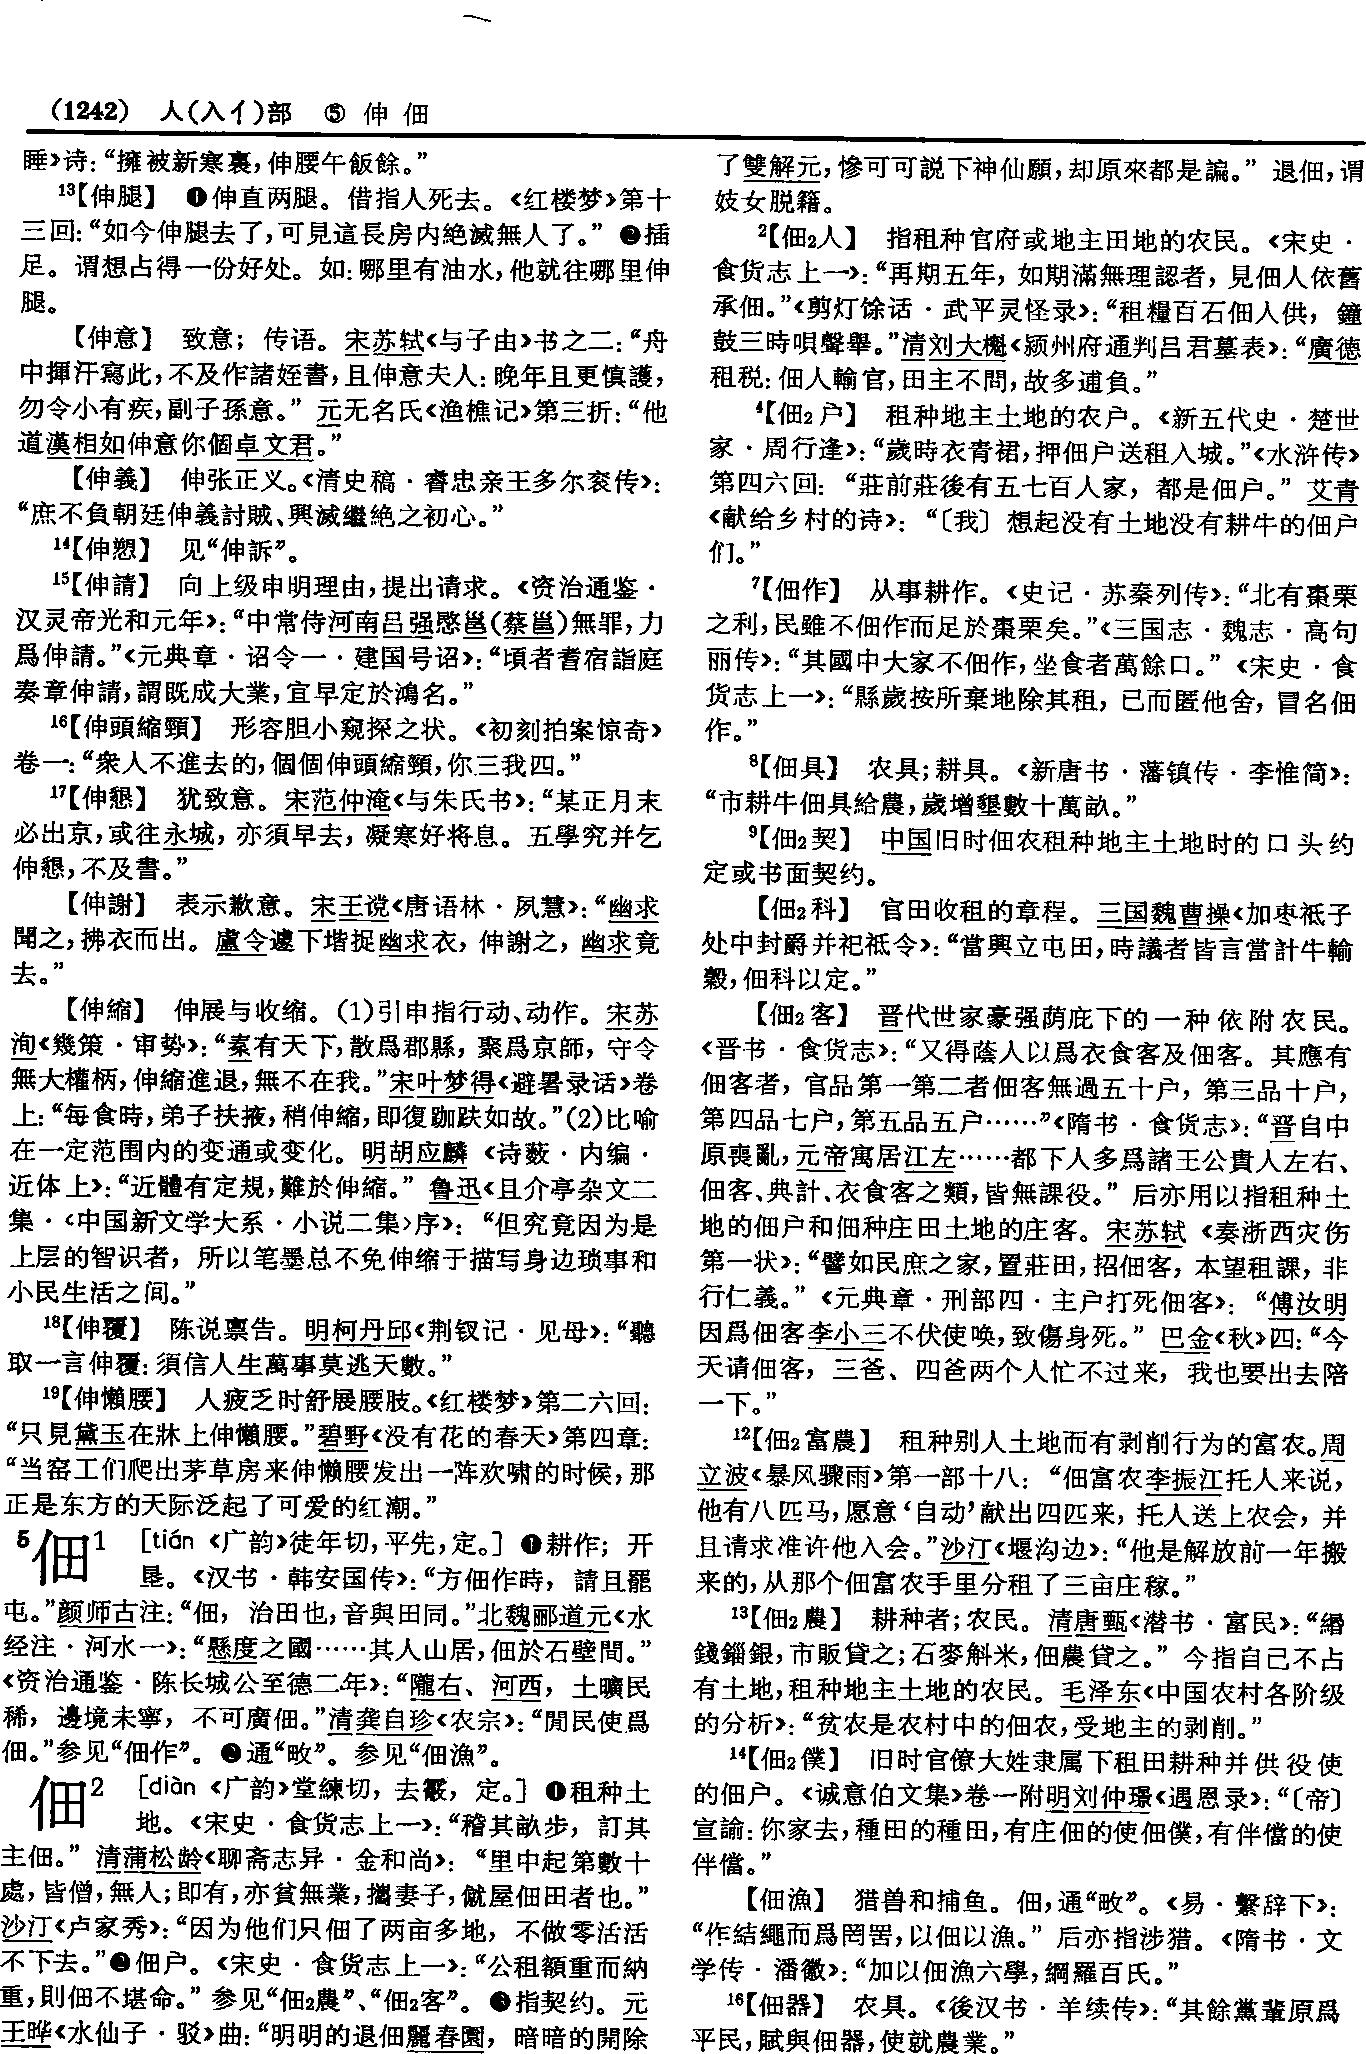 (1242) 人(入亻)部 ⑤ 伸 佃
睡》诗：“擁被新寒裏，伸腰午飯餘。”
13【伸腿】 ❶伸直两腿。借指人死去。《红楼梦》第十
三回：“如今伸腿去了，可見這長房内絶滅無人了。”❷插
足。谓想占得一份好处。如：哪里有油水，他就往哪里伸
腿。
【伸意】 致意；传语。宋苏轼《与子由》书之二：“舟
中揮汗寫此，不及作諸姪書，且伸意夫人：晚年且更慎護，
勿令小有疾，副子孫意。”元无名氏《渔樵记》第三折：“他
道漢相如伸意你個卓文君。”
【伸義】 伸张正义。《清史稿·睿忠亲王多尔衮传》：
“庶不負朝廷伸義討賊、興滅繼絶之初心。”
14【伸愬】 见“伸訴”。
15【伸請】 向上级申明理由，提出请求。《资治通鉴·
汉灵帝光和元年》：“中常侍河南吕强愍邕(蔡邕)無罪，力
爲伸請。”《元典章·诏令一·建国号诏》：“頃者耆宿詣庭
奏章伸請，謂既成大業，宜早定於鴻名。”
16【伸頭縮頸】 形容胆小窥探之状。《初刻拍案惊奇》
卷一：“衆人不進去的，個個伸頭縮頸，你三我四。”
17【伸懇】 犹致意。宋范仲淹《与朱氏书》：“某正月末
必出京，或往永城，亦須早去，凝寒好将息。五學究并乞
伸懇，不及書。”
【伸謝】 表示歉意。宋王谠《唐语林·夙慧》：“幽求
聞之，拂衣而出。盧令遽下堦捉幽求衣，伸謝之，幽求竟
去。”
【伸縮】 伸展与收缩。(1)引申指行动、动作。宋苏
洵《幾策·审势》：“秦有天下，散爲郡縣，聚爲京師，守令
無大權柄，伸縮進退，無不在我。”宋叶梦得《避暑录话》卷
上：“每食時，弟子扶掖，稍伸縮，即復跏趺如故。”(2)比喻
在一定范围内的变通或变化。明胡应麟《诗薮·内编·
近体上》：“近體有定規，難於伸縮。”鲁迅《且介亭杂文二
集·〈中国新文学大系·小说二集〉序》：“但究竟因为是
上层的智识者，所以笔墨总不免伸缩于描写身边琐事和
小民生活之间。”
18【伸覆】 陈说禀告。明柯丹邱《荆钗记·见母》：“聽
取一言伸覆：須信人生萬事莫逃天數。”
19【伸懶腰】 人疲乏时舒展腰肢。《红楼梦》第二六回：
“只見黛玉在牀上伸懶腰。”碧野《没有花的春天》第四章：
“当窑工们爬出茅草房来伸懒腰发出一阵欢啸的时候，那
正是东方的天际泛起了可爱的红潮。”
5佃1 [tián《广韵》徒年切，平先，定。]❶耕作；开
垦。《汉书·韩安国传》：“方佃作時，請且罷
屯。”颜师古注：“佃，治田也，音與田同。”北魏郦道元《水
经注·河水一》：“懸度之國……其人山居，佃於石壁間。”
《资治通鉴·陈长城公至德二年》：“隴右、河西，土曠民
稀，邊境未寧，不可廣佃。”清龚自珍《农宗》：“閒民使爲
佃。”参见“佃作”。❷通“畋”。参见“佃漁”。
佃2 [diàn《广韵》堂練切，去霰，定。]❶租种土
地。《宋史·食货志上一》：“稽其畝步，訂其
主佃。”清蒲松龄《聊斋志异·金和尚》：“里中起第數十
處，皆僧，無人；即有，亦貧無業，攜妻子，僦屋佃田者也。”
沙汀《卢家秀》：“因为他们只佃了两亩多地，不做零活活
不下去。”❷佃户。《宋史·食货志上一》：“公租額重而納
重，則佃不堪命。”参见“佃2農”、“佃2客”。❸指契约。元
王晔《水仙子·驳》曲：“明明的退佃麗春園，暗暗的開除
了雙解元，惨可可説下神仙願，却原來都是謆。”退佃，谓
妓女脱籍。
2【佃2人】 指租种官府或地主田地的农民。《宋史·
食货志上一》：“再期五年，如期滿無理認者，見佃人依舊
承佃。”《剪灯馀话·武平灵怪录》：“租糧百石佃人供，鐘
鼓三時唄聲舉。”清刘大櫆《颍州府通判吕君墓表》：“廣德
租税：佃人輸官，田主不問，故多逋負。”
4【佃2户】 租种地主土地的农户。《新五代史·楚世
家·周行逢》：“歲時衣青裙，押佃户送租入城。”《水浒传》
第四六回：“莊前莊後有五七百人家，都是佃户。”艾青
《献给乡村的诗》：“〔我〕想起没有土地没有耕牛的佃户
们。”
7【佃作】 从事耕作。《史记·苏秦列传》：“北有棗栗
之利，民雖不佃作而足於棗栗矣。”《三国志·魏志·高句
丽传》：“其國中大家不佃作，坐食者萬餘口。”《宋史·食
货志上一》：“縣歲按所棄地除其租，已而匿他舍，冒名佃
作。”
8【佃具】 农具；耕具。《新唐书·藩镇传·李惟简》：
“市耕牛佃具給農，歲增墾數十萬畝。”
9【佃2契】 中国旧时佃农租种地主土地时的口头约
定或书面契约。
【佃2科】 官田收租的章程。三国魏曹操《加枣祗子
处中封爵并祀祗令》：“當興立屯田，時議者皆言當計牛輸
穀，佃科以定。”
【佃2客】 晋代世家豪强荫庇下的一种依附农民。
《晋书·食货志》：“又得蔭人以爲衣食客及佃客。其應有
佃客者，官品第一第二者佃客無過五十户，第三品十户，
第四品七户，第五品五户……”《隋书·食货志》：“晋自中
原喪亂，元帝寓居江左……都下人多爲諸王公貴人左右、
佃客、典計、衣食客之類，皆無課役。”后亦用以指租种土
地的佃户和佃种庄田土地的庄客。宋苏轼《奏浙西灾伤
第一状》：“譬如民庶之家，置莊田，招佃客，本望租課，非
行仁義。”《元典章·刑部四·主户打死佃客》：“傅汝明
因爲佃客李小三不伏使唤，致傷身死。”巴金《秋》四：“今
天请佃客，三爸、四爸两个人忙不过来，我也要出去陪
一下。”
12【佃2富農】 租种别人土地而有剥削行为的富农。周
立波《暴风骤雨》第一部十八：“佃富农李振江托人来说，
他有八匹马，愿意‘自动’献出四匹来，托人送上农会，并
且请求准许他入会。”沙汀《堰沟边》：“他是解放前一年搬
来的，从那个佃富农手里分租了三亩庄稼。”
13【佃2農】 耕种者；农民。清唐甄《潜书·富民》：“緡
錢錙銀，市販貸之；石麥斛米，佃農貸之。”今指自己不占
有土地，租种地主土地的农民。毛泽东《中国农村各阶级
的分析》：“贫农是农村中的佃农，受地主的剥削。”
14【佃2僕】 旧时官僚大姓隶属下租田耕种并供役使
的佃户。《诚意伯文集》卷一附明刘仲璟《遇恩录》：“〔帝〕
宣諭：你家去，種田的種田，有庄佃的使佃僕，有伴儅的使
伴儅。”
【佃漁】 猎兽和捕鱼。佃，通“畋”。《易·繫辞下》：
“作結繩而爲罔罟，以佃以漁。”后亦指涉猎。《隋书·文
学传·潘徽》：“加以佃漁六學，網羅百氏。”
16【佃器】 农具。《後汉书·羊续传》：“其餘黨輩原爲
平民，賦與佃器，使就農業。”